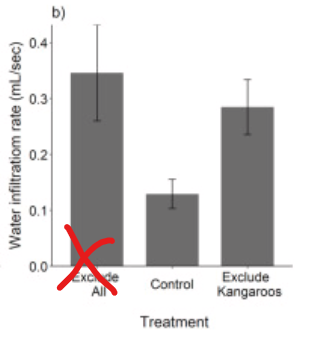 b)
Water infiltratiom rate (mL/sec)
0.4
0.3
0.2
0.1
0.0
Exclude
All
Control
Exclude
Kangaroos
Treatment